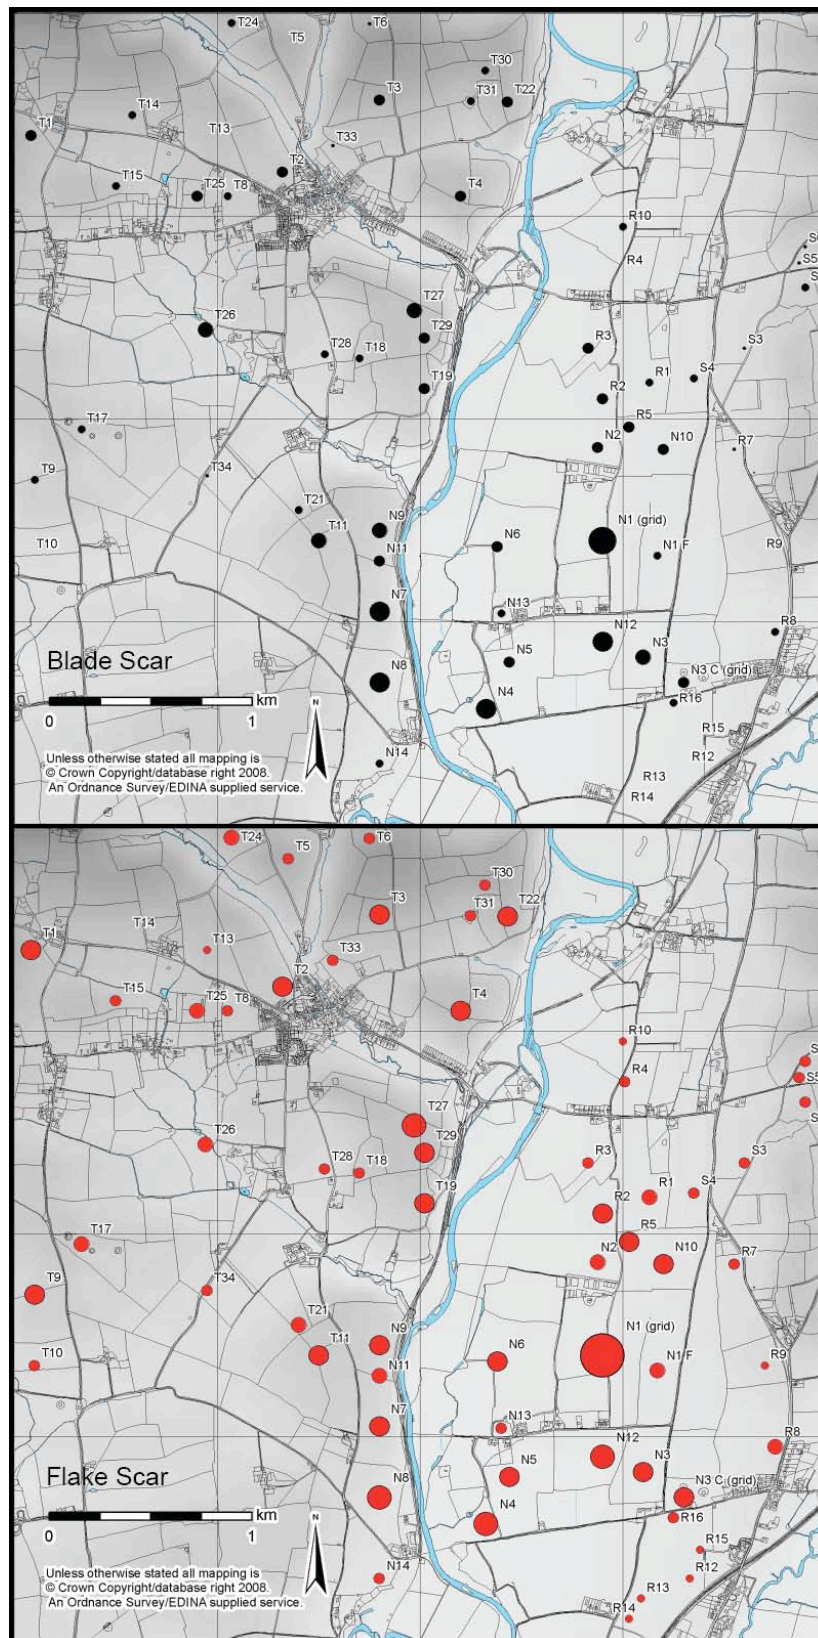 T24
T6
T5
T30
T3
T31
T22
T14
T1
T13
T33
T2
T15
T25
T8
T4
R10
S6
R4
S5
S
T27
T26
T29
R3
T28
T18
S3
T19
R1
S4
R2
T17
R5
N2
N10
R7
T9
T34
T21
N9
N1 (grid)
T11
N6
T10
N11
N1 F
R9
N7
N13
R8
N12
N3
Blade Scar
N5
N8
N3 C (grid)
N4
R16
km
0 1
N
R15
N14
R12
Unless otherwise stated all mapping is
© Crown Copyright/database right 2008.
An Ordnance Survey/EDINA supplied service.
R13
R14
T24
T6
T5
T30
T3
T31
T22
T14
T1
T13
T33
T2
T15
T25
T8
T4
R10
S
R4
S5
S
T27
T26
T29
R3
T28
T18
S3
T19
R1
S4
R2
T17
R5
N2
N10
R7
T9
T34
T21
N9
N1 (grid)
T11
N6
T10
N11
N1 F
R9
N7
N13
R8
N12
N3
Flake Scar
N5
N8
N3 C (grid)
N4
R16
km
0 1
N
R15
N14
R12
Unless otherwise stated all mapping is
© Crown Copyright/database right 2008.
An Ordnance Survey/EDINA supplied service.
R13
R14